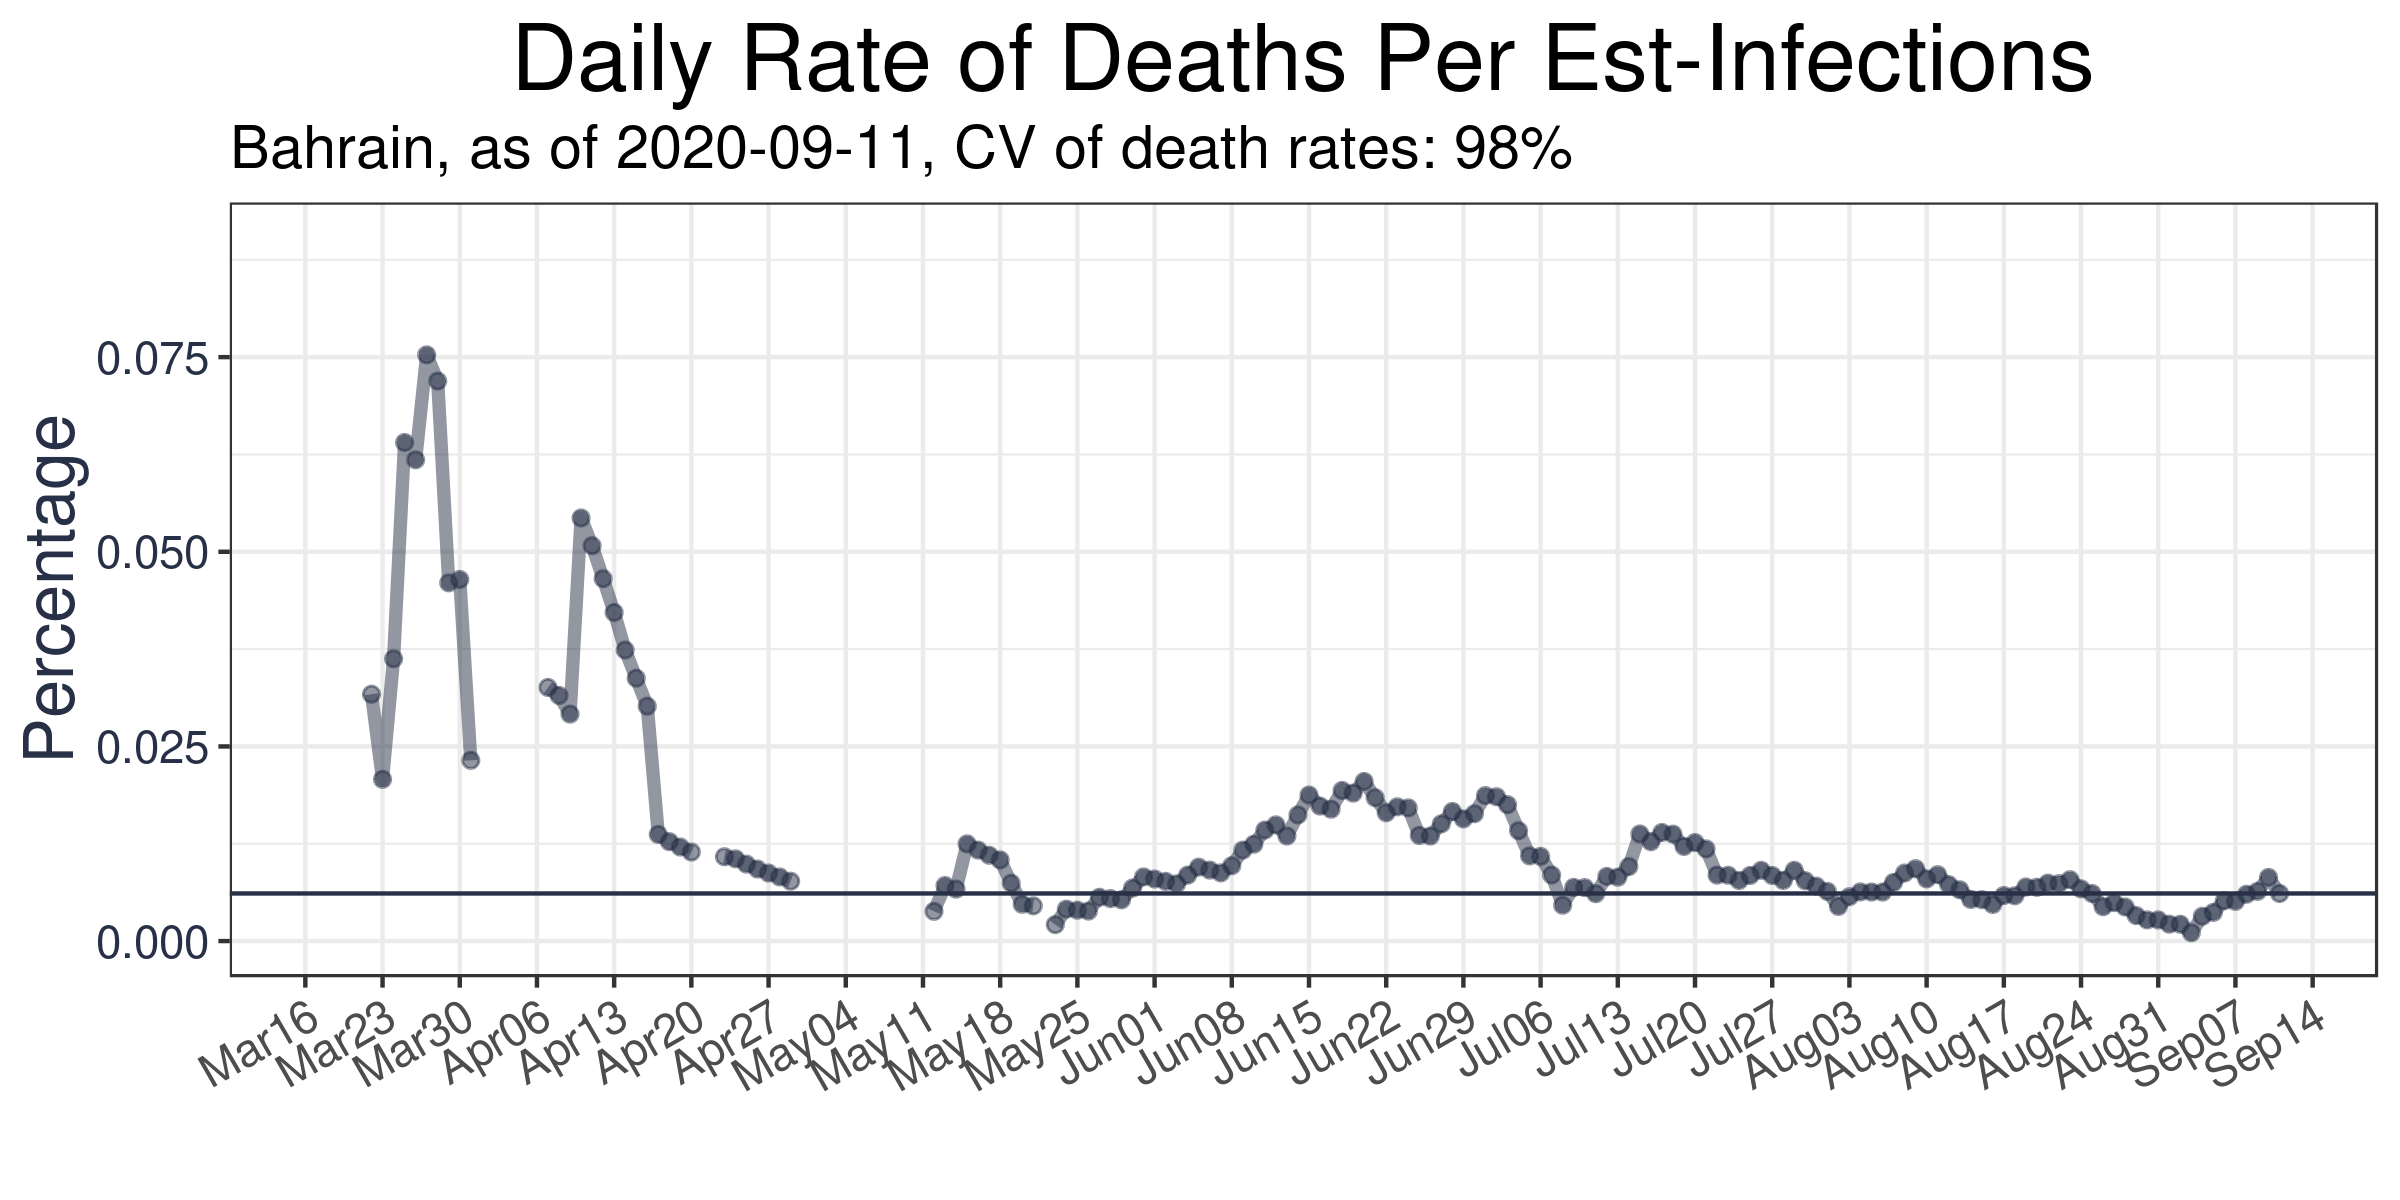 Daily Rate of Deaths Per Est-Infections
Bahrain, as of 2020-09-11, CV of death rates: 98%
Percentage
0.075
0.050
0.025
0.000
Mar16
Mar23
Mar30
Apr06
Apr13
Apr20
Apr27
May04
May11
May18
May25
Jun01
Jun08
Jun15
Jun22
Jun29
Jul06
Jul13
Jul20
Jul27
Aug03
Aug10
Aug17
Aug24
Aug31
Sep07
Sep14